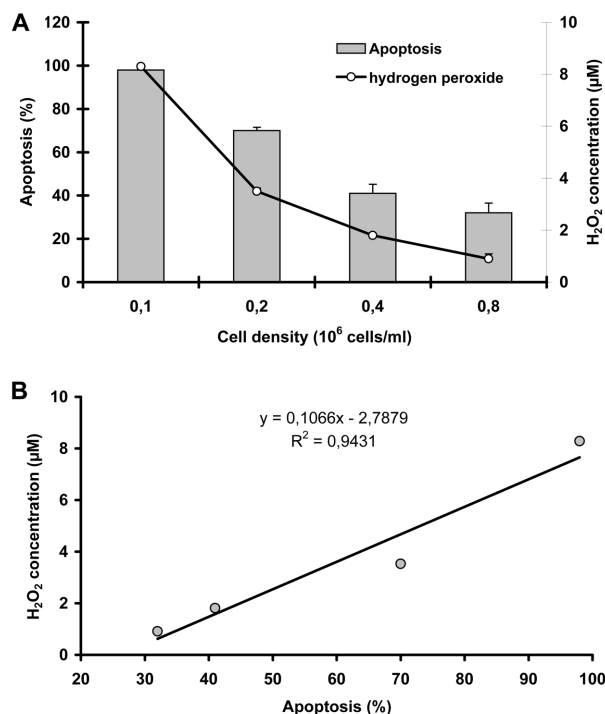 A
120
100
80
60
40
20
0
Apoptosis (%)
Apoptosis
hydrogen peroxide
10
8
6
4
2
0
H₂O₂ concentration (μM)
0,1 0,2 0,4 0,8
Cell density (10⁶ cells/ml)
B
10
8
6
4
2
0
H₂O₂ concentration (μM)
y = 0,1066x - 2,7879
R² = 0,9431
20 30 40 50 60 70 80 90 100
Apoptosis (%)